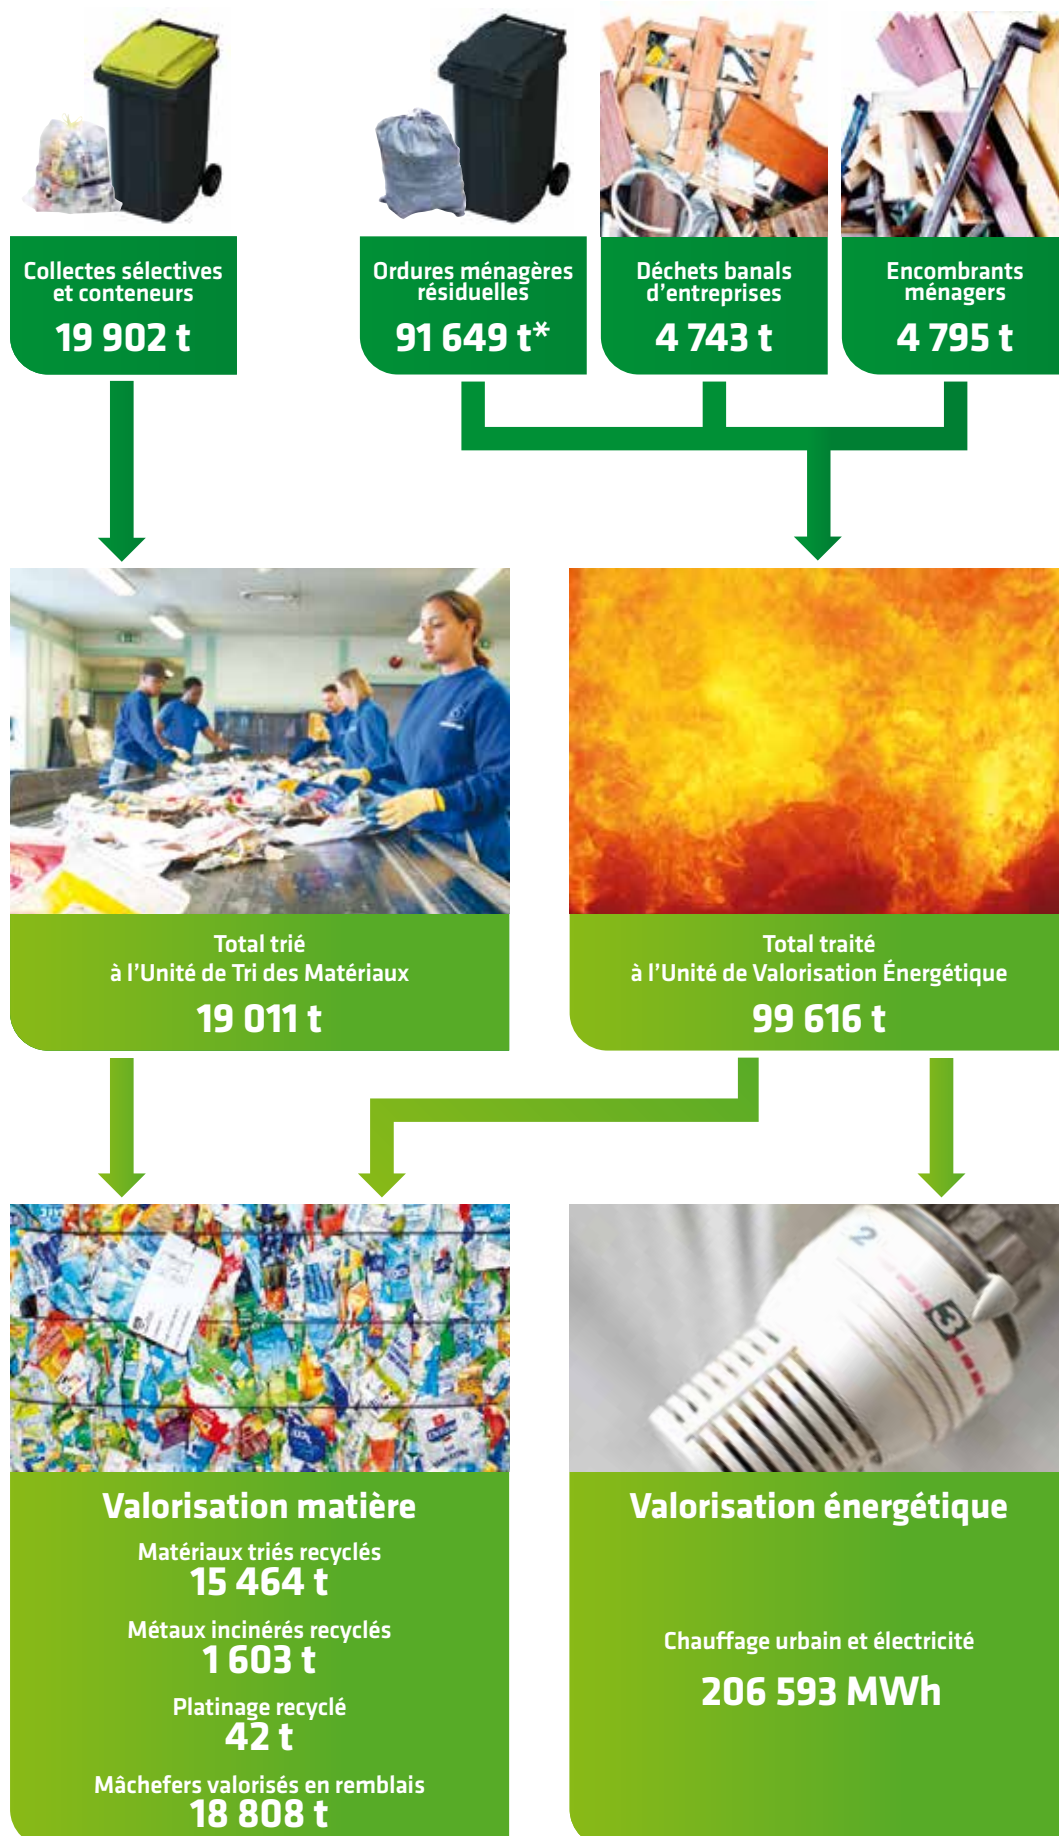 Collectes sélectives
et conteneurs
19 902 t
Ordures ménagères
résiduelles
91 649 t*
Déchets banals
d'entreprises
4 743 t
Encombrants
ménagers
4 795 t
Total trié
à l'Unité de Tri des Matériaux
19 011 t
Total traité
à l'Unité de Valorisation Énergétique
99 616 t
2
3
Valorisation matière
Matériaux triés recyclés
15 464 t
Métaux incinérés recyclés
1 603 t
Platinage recyclé
42 t
Mâchefers valorisés en remblais
18 808 t
Valorisation énergétique
Chauffage urbain et électricité
206 593 MWh